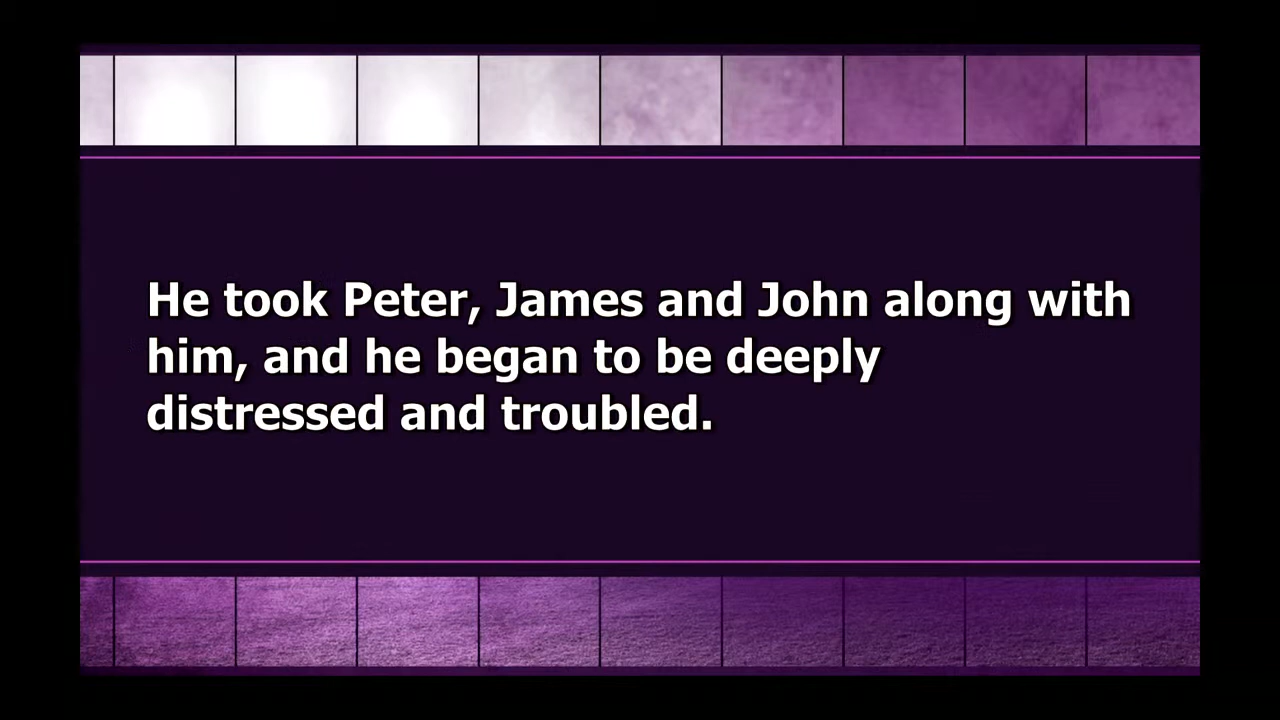 He took Peter, James and John along with
him, and he began to be deeply
distressed and troubled.